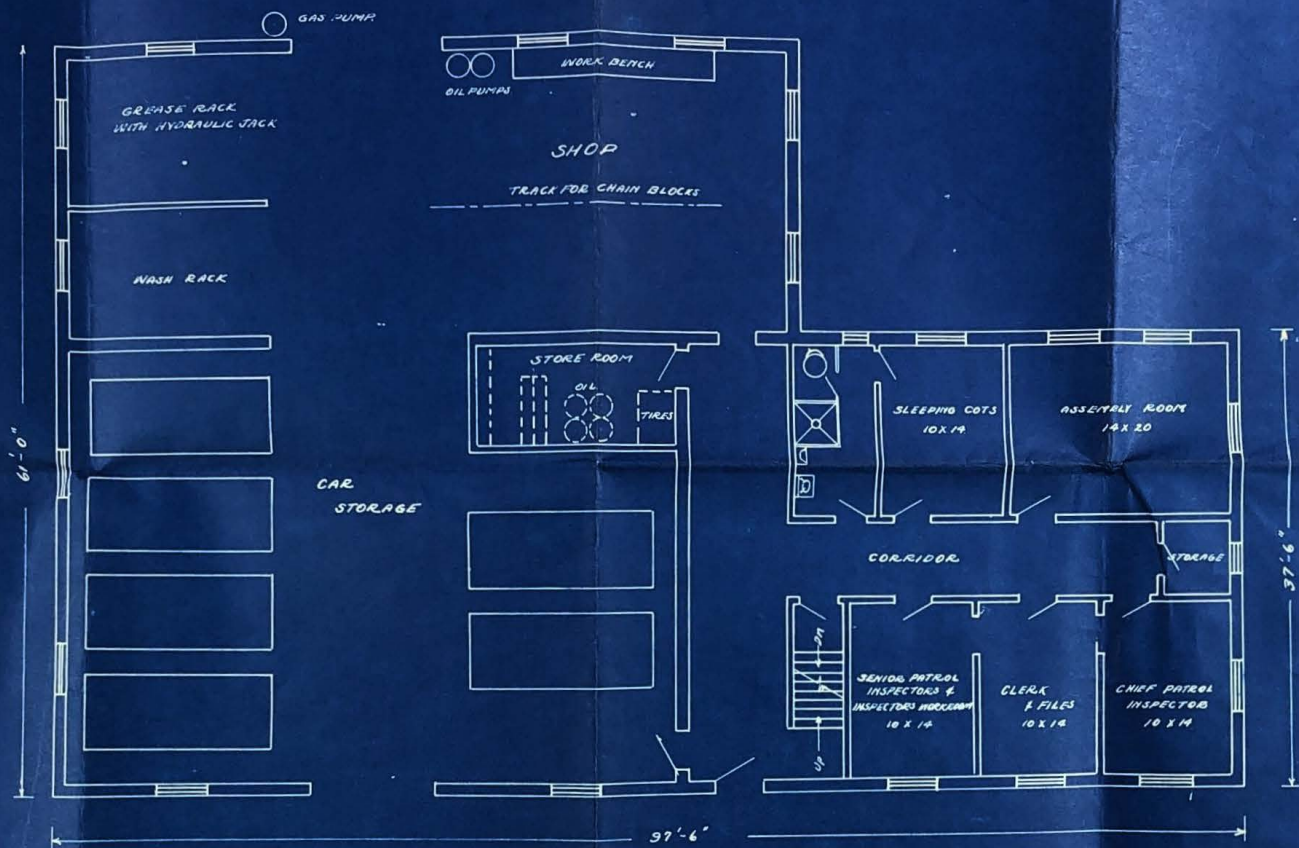 GAS PUMP
OIL PUMPS
WORK BENCH
GREASE RACK
WITH HYDRAULIC JACK
SHOP
TRACK FOR CHAIN BLOCKS
WASH RACK
STORE ROOM
OIL
TIRES
SLEEPING COTS
10 X 14
ASSEMBLY ROOM
14 X 20
61'-0"
CAR
STORAGE
CORRIDOR
STORAGE
37'-6"
DN
UP
SENIOR PATROL
INSPECTORS &
INSPECTORS WORKROOM
10 X 14
CLERK
& FILES
10 X 14
CHIEF PATROL
INSPECTOR
10 X 14
97'-6"